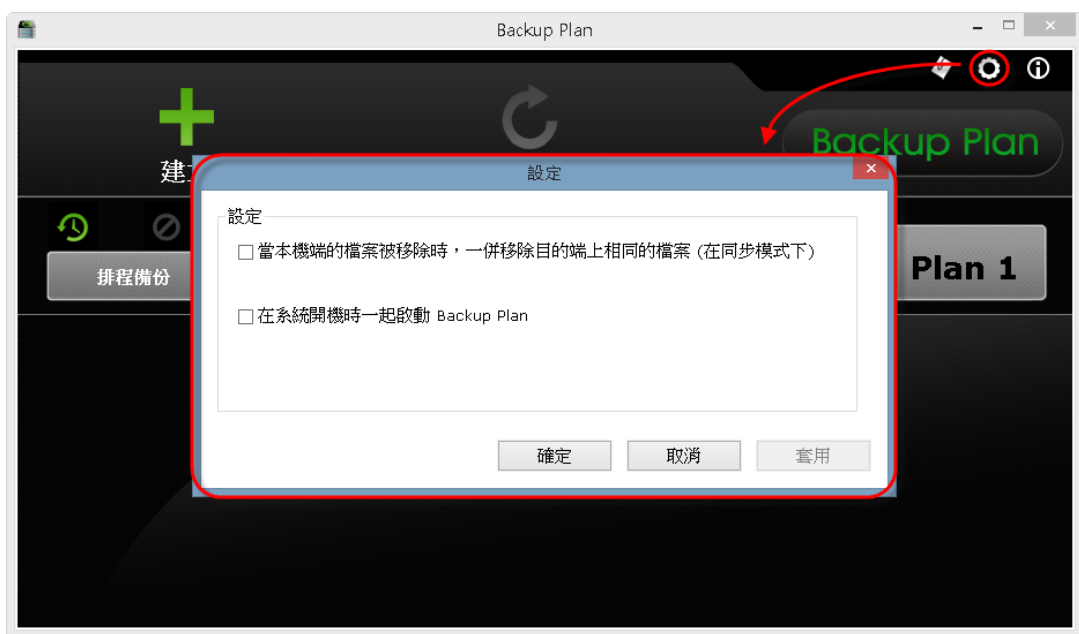 Backup Plan
Backup Plan
建
設定
設定
當本機端的檔案被移除時，一併移除目的端上相同的檔案 (在同步模式下)
排程備份
Plan 1
在系統開機時一起啟動 Backup Plan
確定
取消
套用